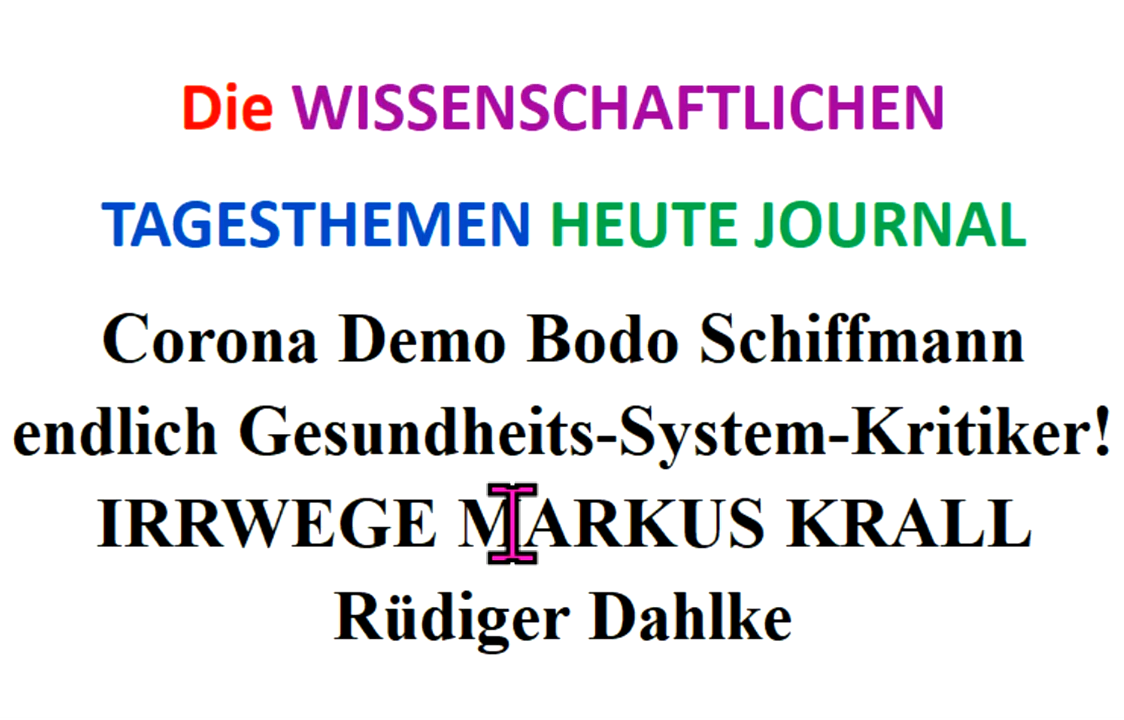 Die WISSENSCHAFTLICHEN
TAGESTHEMEN HEUTE JOURNAL
Corona Demo Bodo Schiffmann
endlich Gesundheits-System-Kritiker!
IRRWEGE MARKUS KRALL
Rüdiger Dahlke